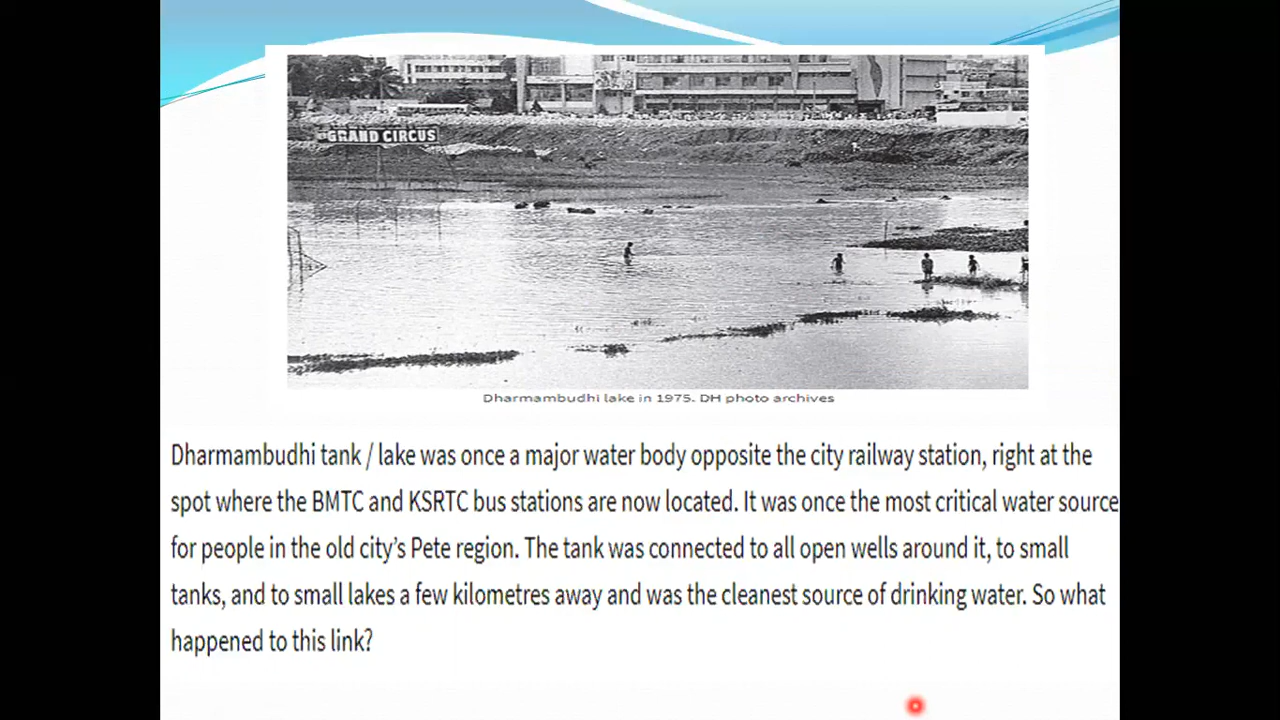 GRAND CIRCUS
Dharmambudhi lake in 1975. DH photo archives
Dharmambudhi tank / lake was once a major water body opposite the city railway station, right at the
spot where the BMTC and KSRTC bus stations are now located. It was once the most critical water source
for people in the old city's Pete region. The tank was connected to all open wells around it, to small
tanks, and to small lakes a few kilometres away and was the cleanest source of drinking water. So what
happened to this link?